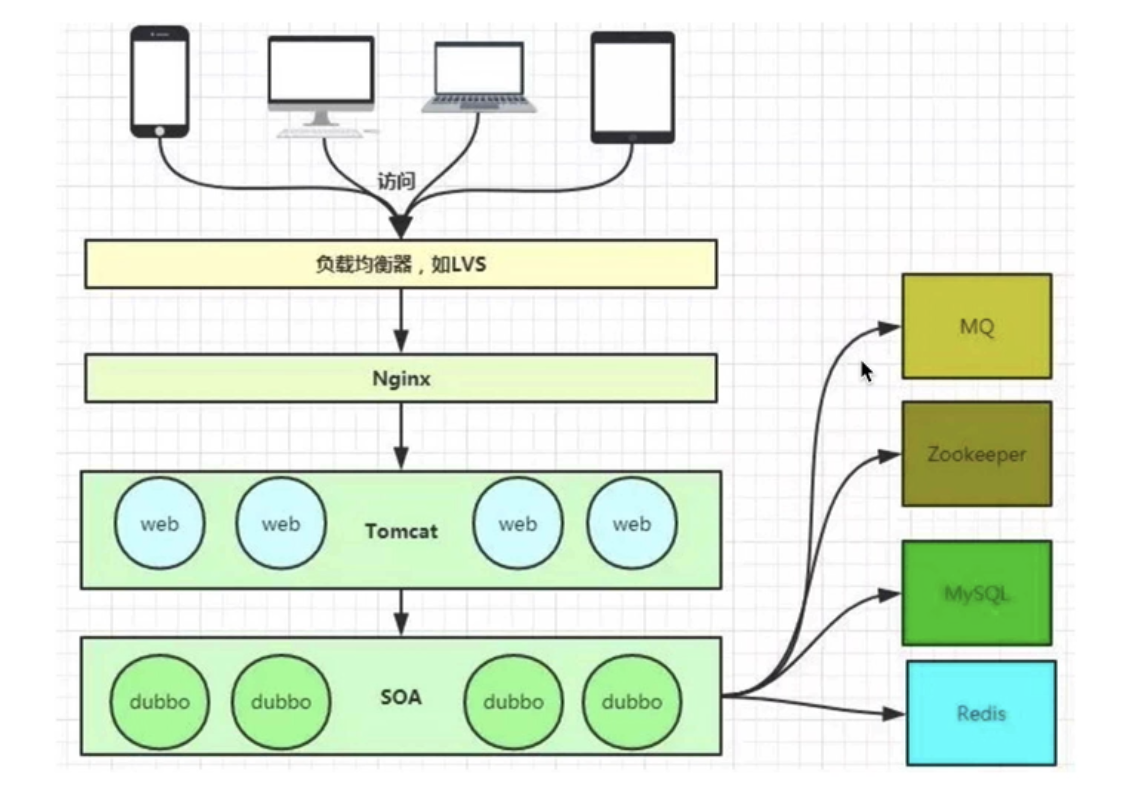 访问
负载均衡器，如LVS
Nginx
web web Tomcat web web
dubbo dubbo SOA dubbo dubbo
MQ
Zookeeper
MySQL
Redis